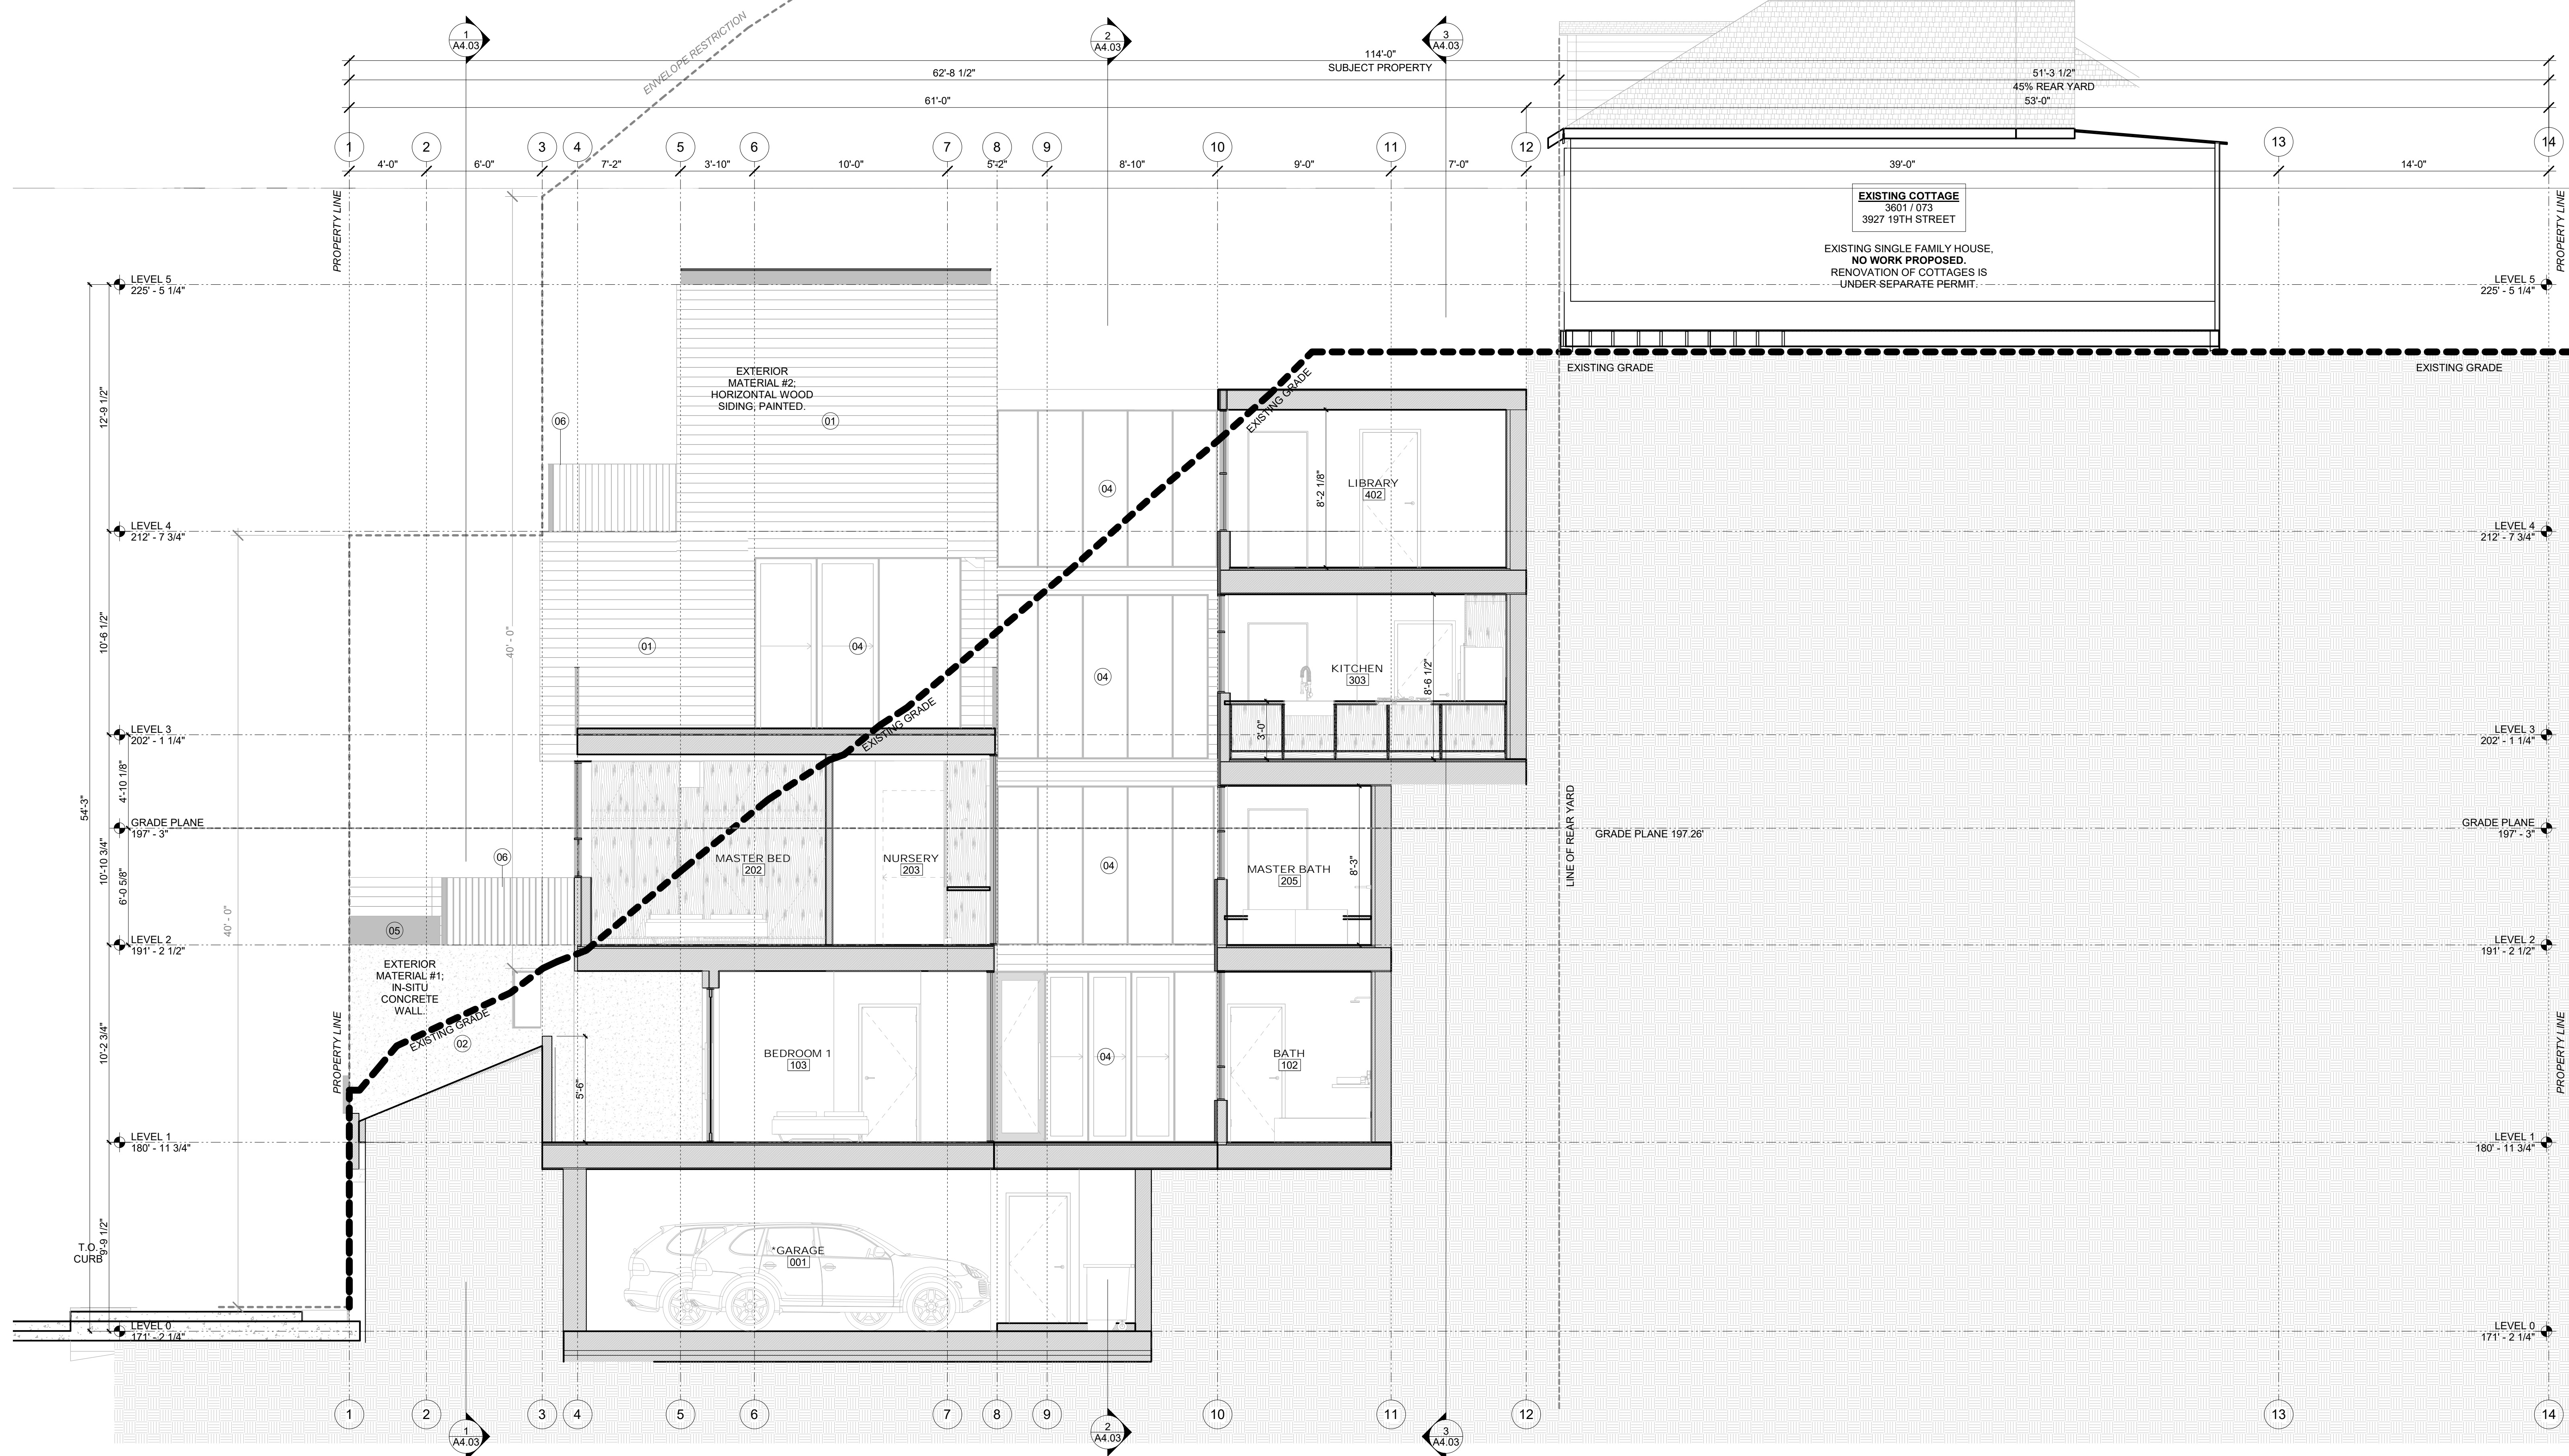 1
A4.03
2
A4.03
3
A4.03
ENVELOPE RESTRICTION
114'-0"
SUBJECT PROPERTY
62'-8 1/2"
51'-3 1/2"
45% REAR YARD
61'-0"
53'-0"
1
2
3
4
5
6
7
8
9
10
11
12
13
14
4'-0"
6'-0"
7'-2"
3'-10"
10'-0"
5'-2"
8'-10"
9'-0"
7'-0"
39'-0"
14'-0"
PROPERTY LINE
PROPERTY LINE
EXISTING COTTAGE
3601 / 073
3927 19TH STREET
EXISTING SINGLE FAMILY HOUSE,
NO WORK PROPOSED.
RENOVATION OF COTTAGES IS
UNDER SEPARATE PERMIT.
LEVEL 5
225' - 5 1/4"
LEVEL 5
225' - 5 1/4"
EXISTING GRADE
EXISTING GRADE
EXISTING GRADE
EXTERIOR
MATERIAL #2;
HORIZONTAL WOOD
SIDING, PAINTED.
01
06
12'-9 1/2"
04
8'-2 1/8"
LIBRARY
402
LEVEL 4
212' - 7 3/4"
LEVEL 4
212' - 7 3/4"
40' - 0"
10'-6 1/2"
01
04
04
KITCHEN
303
8'-6 1/2"
3'-0"
EXISTING GRADE
LEVEL 3
202' - 1 1/4"
LEVEL 3
202' - 1 1/4"
4'-10 1/8"
54'-3"
GRADE PLANE
197' - 3"
GRADE PLANE 197.26'
GRADE PLANE
197' - 3"
LINE OF REAR YARD
10'-10 3/4"
6'-0 5/8"
06
MASTER BED
202
NURSERY
203
04
MASTER BATH
205
8'-3"
40' - 0"
05
LEVEL 2
191' - 2 1/2"
LEVEL 2
191' - 2 1/2"
EXTERIOR
MATERIAL #1;
IN-SITU
CONCRETE
WALL.
EXISTING GRADE
02
PROPERTY LINE
PROPERTY LINE
10'-2 3/4"
5'-6"
BEDROOM 1
103
04
BATH
102
LEVEL 1
180' - 11 3/4"
LEVEL 1
180' - 11 3/4"
9'-9 1/2"
T.O.
CURB
*GARAGE
001
LEVEL 0
171' - 2 1/4"
LEVEL 0
171' - 2 1/4"
1
2
3
4
5
6
7
8
9
10
11
12
13
14
1
A4.03
2
A4.03
3
A4.03